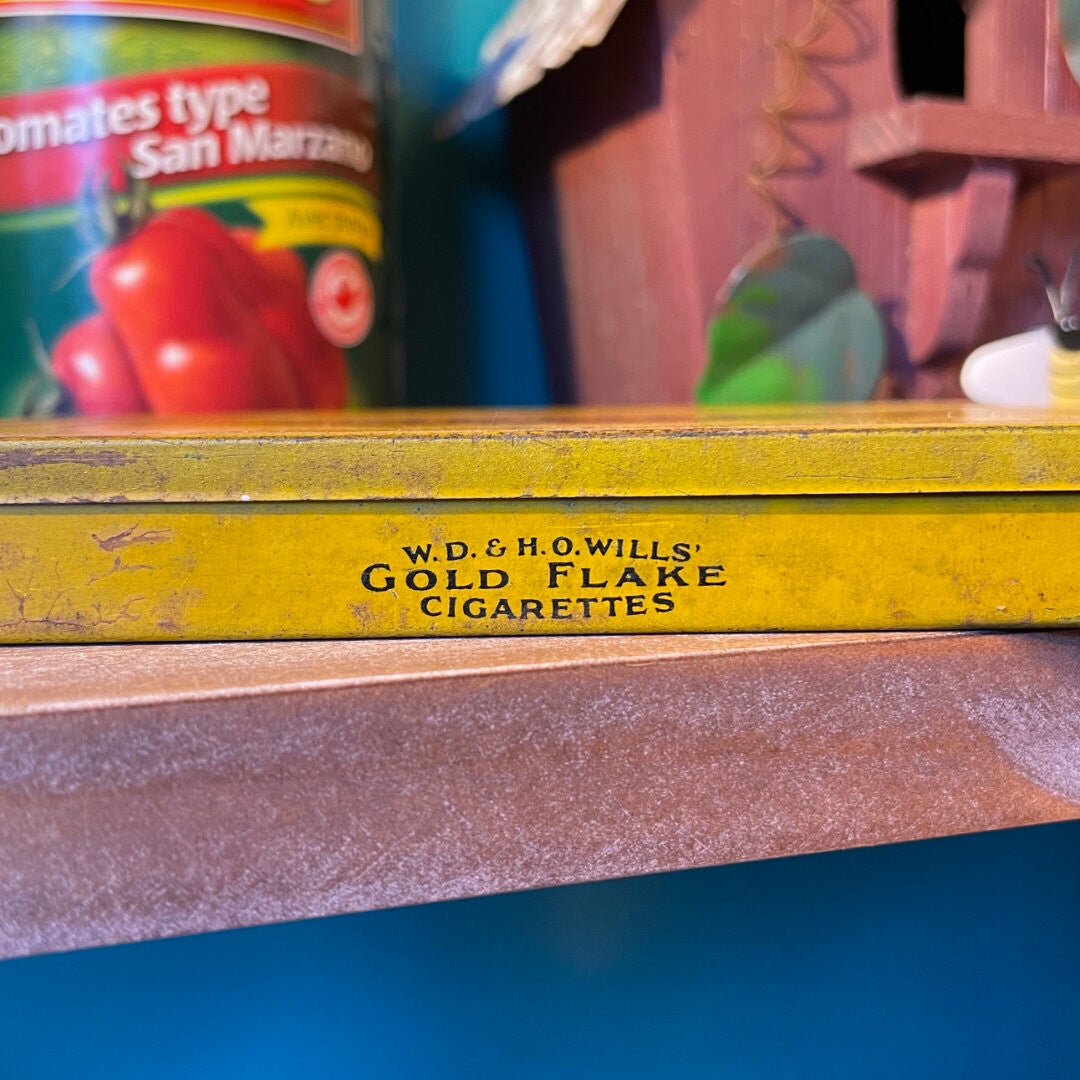 omates type
San Marzano
W.D. & H.O. WILLS'
GOLD FLAKE
CIGARETTES